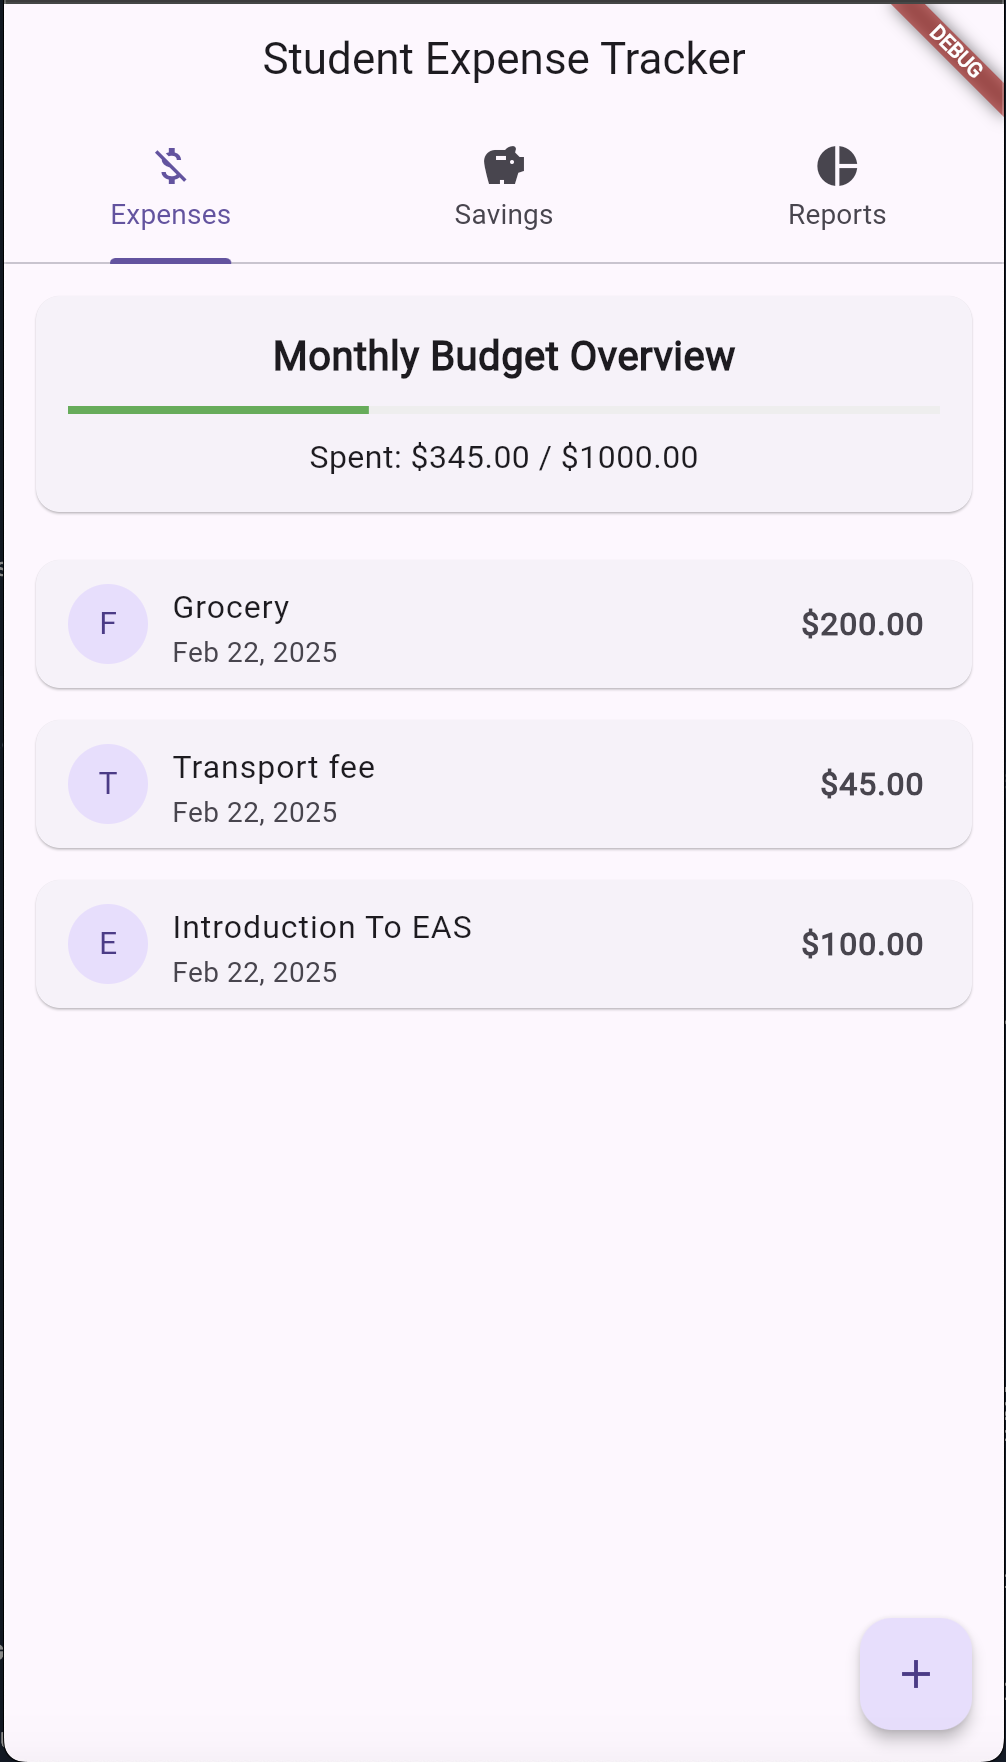 Student Expense Tracker
DEBUG
Expenses
Savings
Reports
Monthly Budget Overview
Spent: $345.00 / $1000.00
F
Grocery
Feb 22, 2025
$200.00
T
Transport fee
Feb 22, 2025
$45.00
E
Introduction To EAS
Feb 22, 2025
$100.00
+